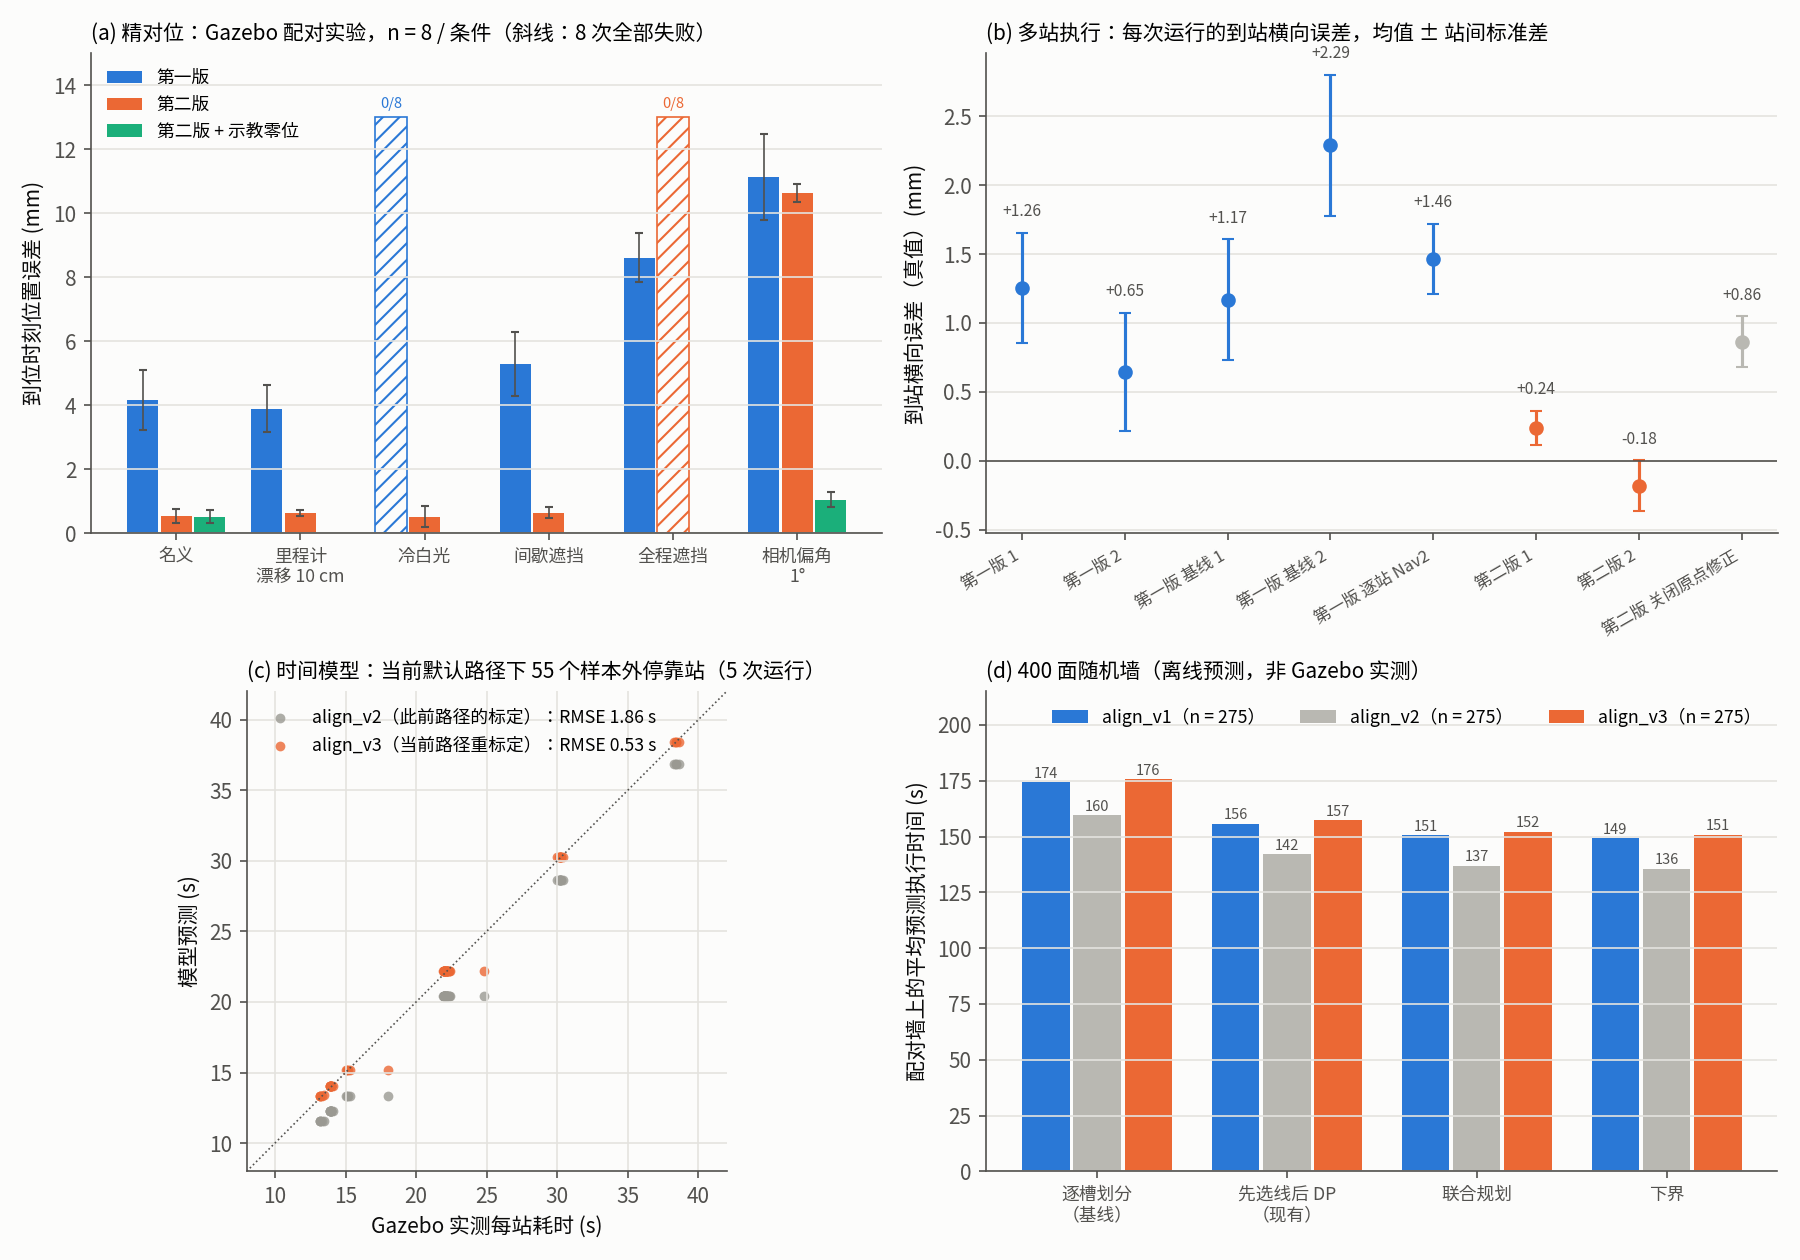 (a) 精对位：Gazebo 配对实验，n = 8 / 条件（斜线：8 次全部失败）
到位时刻位置误差 (mm)
14
12
10
8
6
4
2
0
第一版
第二版
第二版 + 示教零位
0/8
0/8
名义
里程计
漂移 10 cm
冷白光
间歇遮挡
全程遮挡
相机偏角
1°
(b) 多站执行：每次运行的到站横向误差，均值 ± 站间标准差
到站横向误差（真值）(mm)
2.5
2.0
1.5
1.0
0.5
0.0
-0.5
+1.26
+0.65
+1.17
+2.29
+1.46
+0.24
-0.18
+0.86
第一版 1
第一版 2
第一版 基线 1
第一版 基线 2
第一版 逐站 Nav2
第二版 1
第二版 2
第二版 关闭原点修正
(c) 时间模型：当前默认路径下 55 个样本外停靠站（5 次运行）
模型预测 (s)
40
35
30
25
20
15
10
align_v2（此前路径的标定）：RMSE 1.86 s
align_v3（当前路径重标定）：RMSE 0.53 s
10
15
20
25
30
35
40
Gazebo 实测每站耗时 (s)
(d) 400 面随机墙（离线预测，非 Gazebo 实测）
配对墙上的平均预测执行时间 (s)
200
175
150
125
100
75
50
25
0
align_v1（n = 275）
align_v2（n = 275）
align_v3（n = 275）
174
160
176
156
142
157
151
137
152
149
136
151
逐槽划分
（基线）
先选线后 DP
（现有）
联合规划
下界